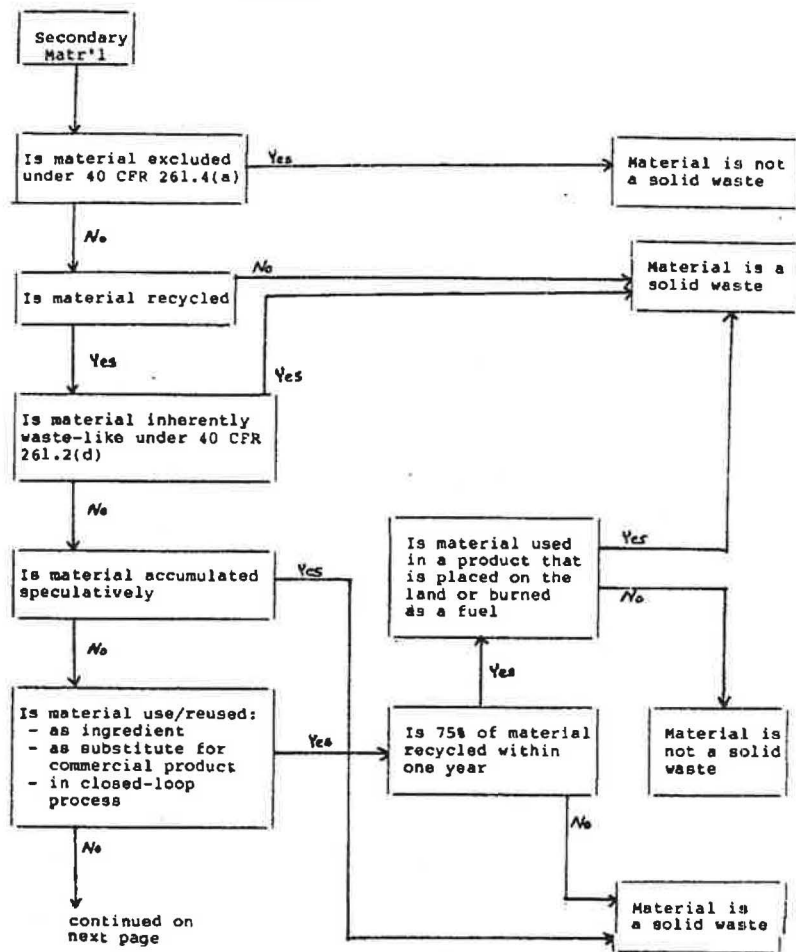 Secondary
Matr'l
Is material excluded
under 40 CFR 261.4(a)
Yes
Material is not
a solid waste
No
Is material recycled
No
Material is a
solid waste
Yes
Yes
Is material inherently
waste-like under 40 CFR
261.2(d)
No
Is material accumulated
speculatively
Yes
Is material used
in a product that
is placed on the
land or burned
as a fuel
Yes
No
No
Yes
Is material use/reused:
- as ingredient
- as substitute for
commercial product
- in closed-loop
process
Yes
Is 75% of material
recycled within
one year
Material is
not a solid
waste
No
No
continued on
next page
Material is
a solid waste